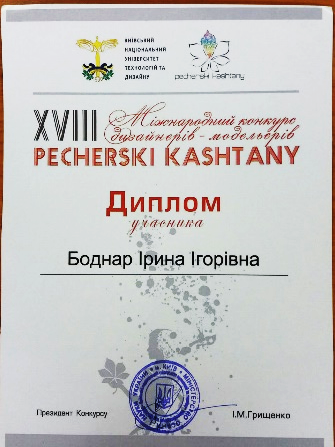 КИЇВСЬКИЙ
НАЦІОНАЛЬНИЙ
УНІВЕРСИТЕТ
ТЕХНОЛОГІЙ ТА
ДИЗАЙНУ
pecherski kashtany
XVIII Міжнародний конкурс
дизайнерів - модельєрів
PECHERSKI KASHTANY
Диплом
учасника
Боднар Ірина Ігорівна
Президент Конкурсу
І.М.Грищенко